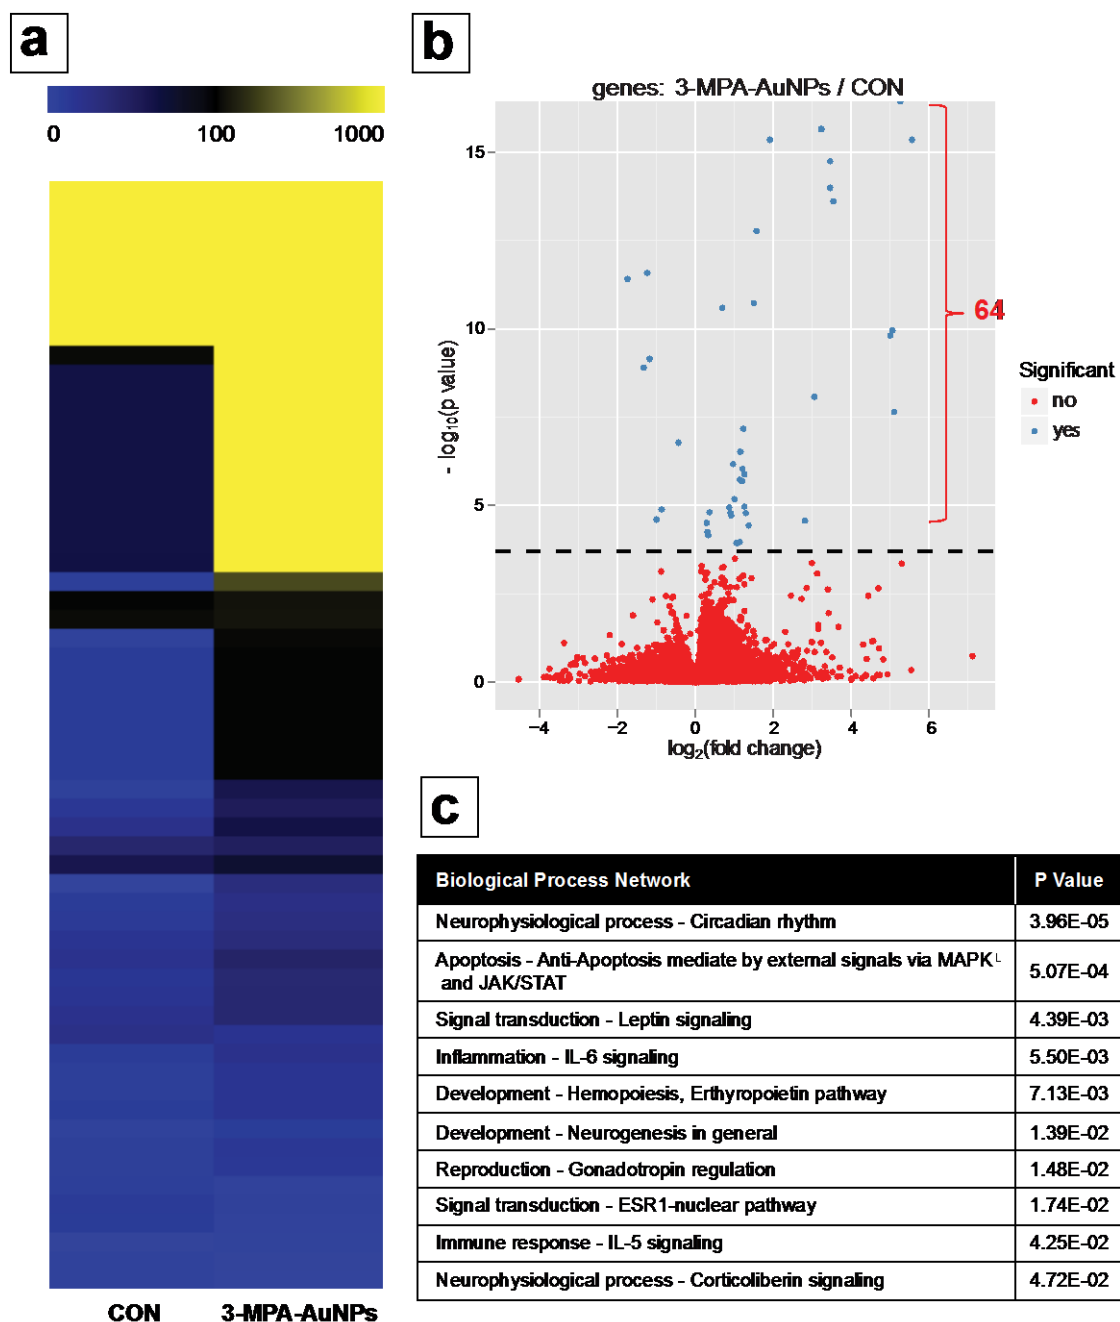 a
0 100 1000
CON 3-MPA-AuNPs
b
genes: 3-MPA-AuNPs / CON
- log10(p value)
15
10
5
0
−4 −2 0 2 4 6
log2(fold change)
64
Significant
no
yes
c
Biological Process Network P Value
Neurophysiological process - Circadian rhythm 3.96E-05
Apoptosis - Anti-Apoptosis mediate by external signals via MAPK
and JAK/STAT 5.07E-04
Signal transduction - Leptin signaling 4.39E-03
Inflammation - IL-6 signaling 5.50E-03
Development - Hemopoiesis, Erthyropoietin pathway 7.13E-03
Development - Neurogenesis in general 1.39E-02
Reproduction - Gonadotropin regulation 1.48E-02
Signal transduction - ESR1-nuclear pathway 1.74E-02
Immune response - IL-5 signaling 4.25E-02
Neurophysiological process - Corticoliberin signaling 4.72E-02